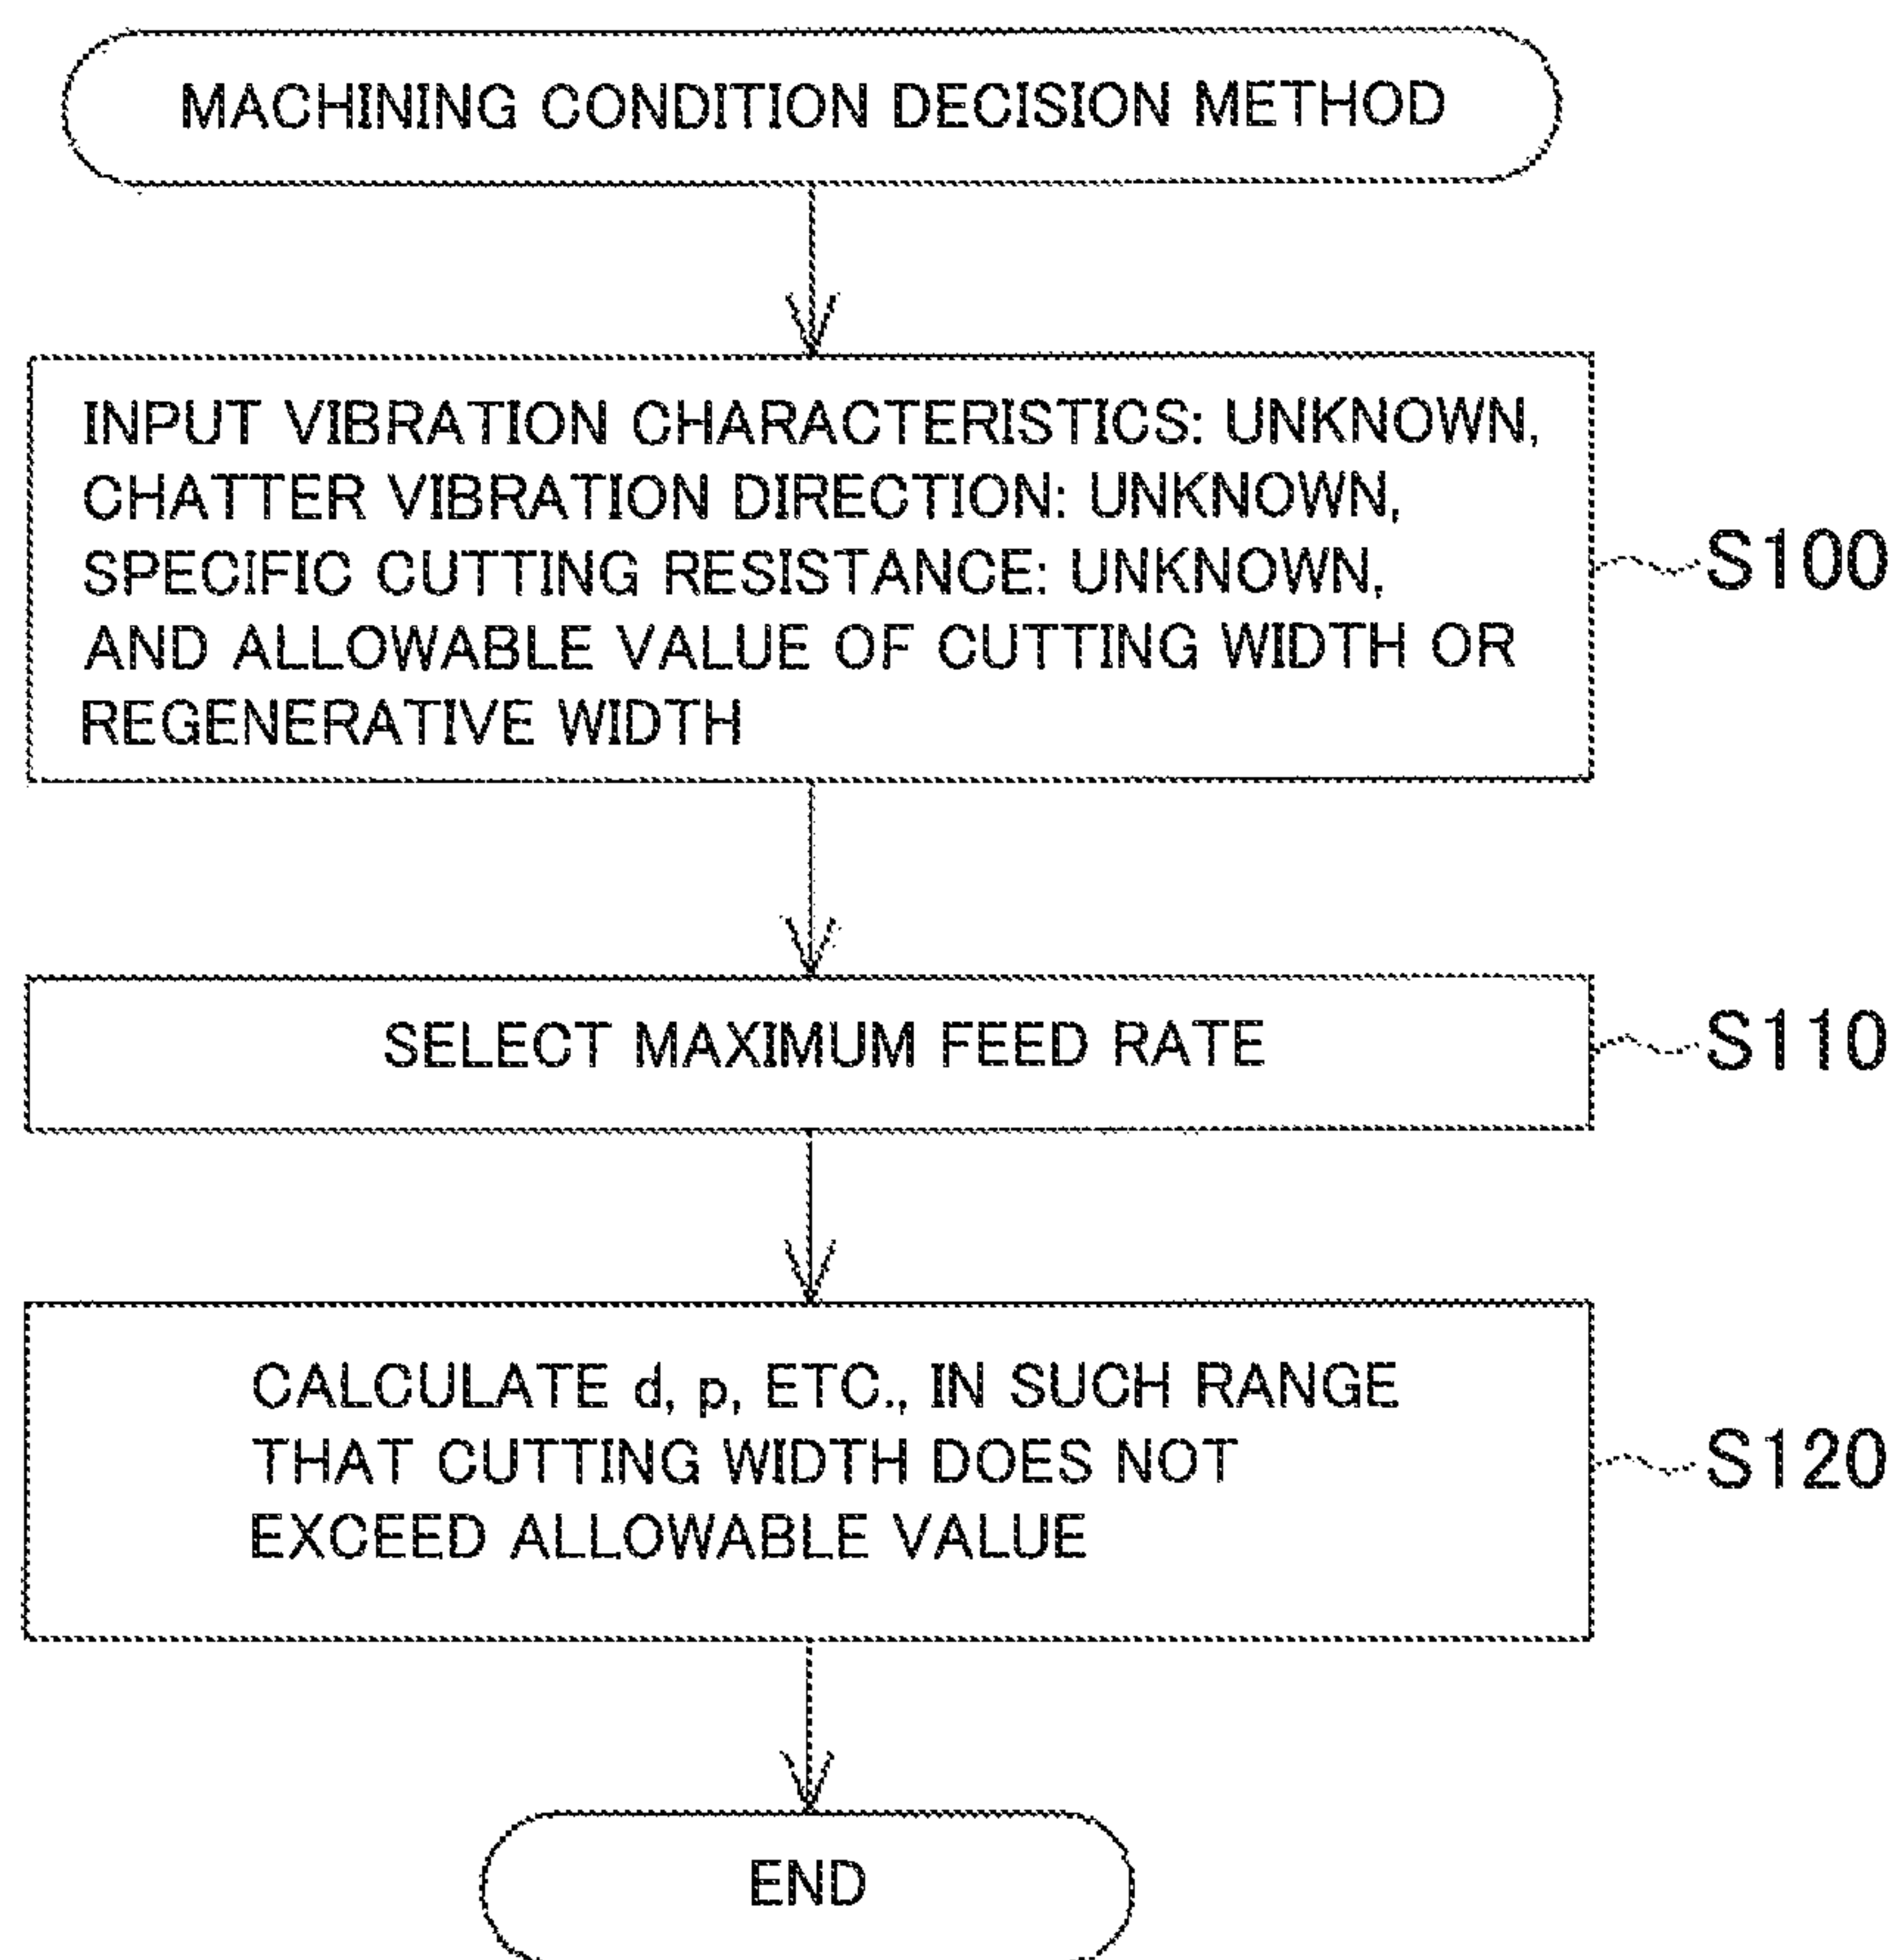 MACHINING CONDITION DECISION METHOD
INPUT VIBRATION CHARACTERISTICS: UNKNOWN,
CHATTER VIBRATION DIRECTION: UNKNOWN,
SPECIFIC CUTTING RESISTANCE: UNKNOWN,
AND ALLOWABLE VALUE OF CUTTING WIDTH OR
REGENERATIVE WIDTH
S100
SELECT MAXIMUM FEED RATE
S110
CALCULATE d, p, ETC., IN SUCH RANGE
THAT CUTTING WIDTH DOES NOT
EXCEED ALLOWABLE VALUE
S120
END